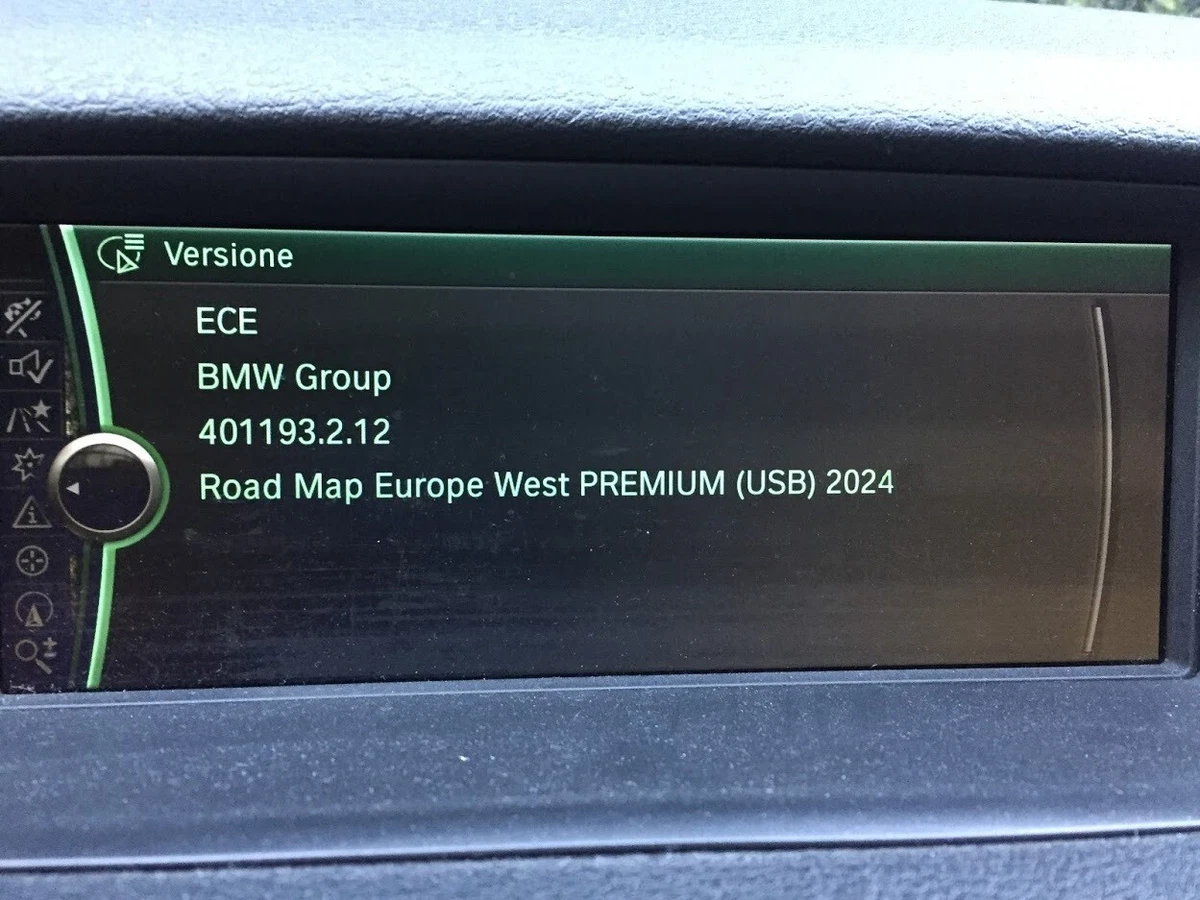 Versione
ECE
BMW Group
401193.2.12
Road Map Europe West PREMIUM (USB) 2024